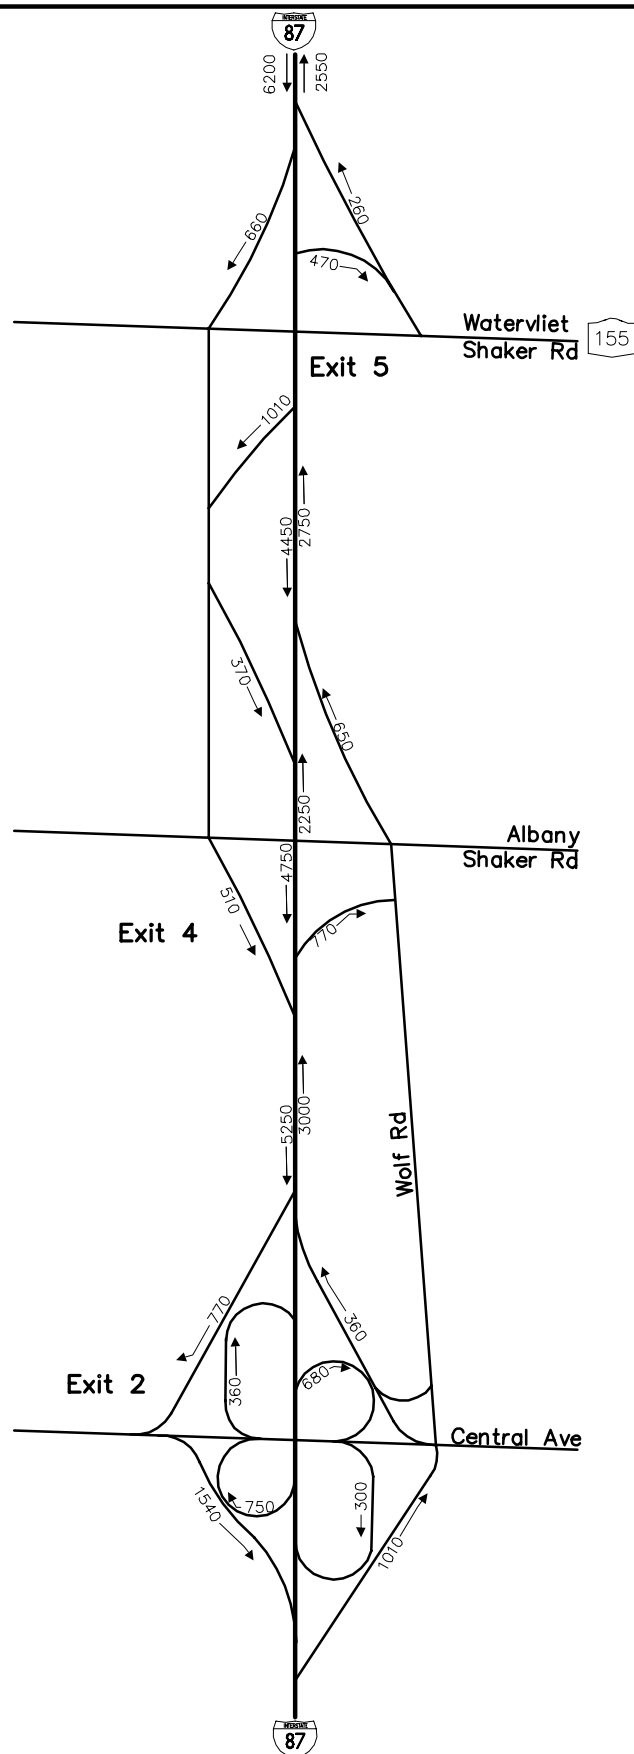 INTERSTATE
87
6200
2550
260
660
470
Watervliet
Shaker Rd
155
Exit 5
1010
4450
2750
370
650
2250
Albany
Shaker Rd
4750
510
770
Exit 4
5250
3000
Wolf Rd
770
360
360
680
Exit 2
Central Ave
1540
750
300
1010
INTERSTATE
87